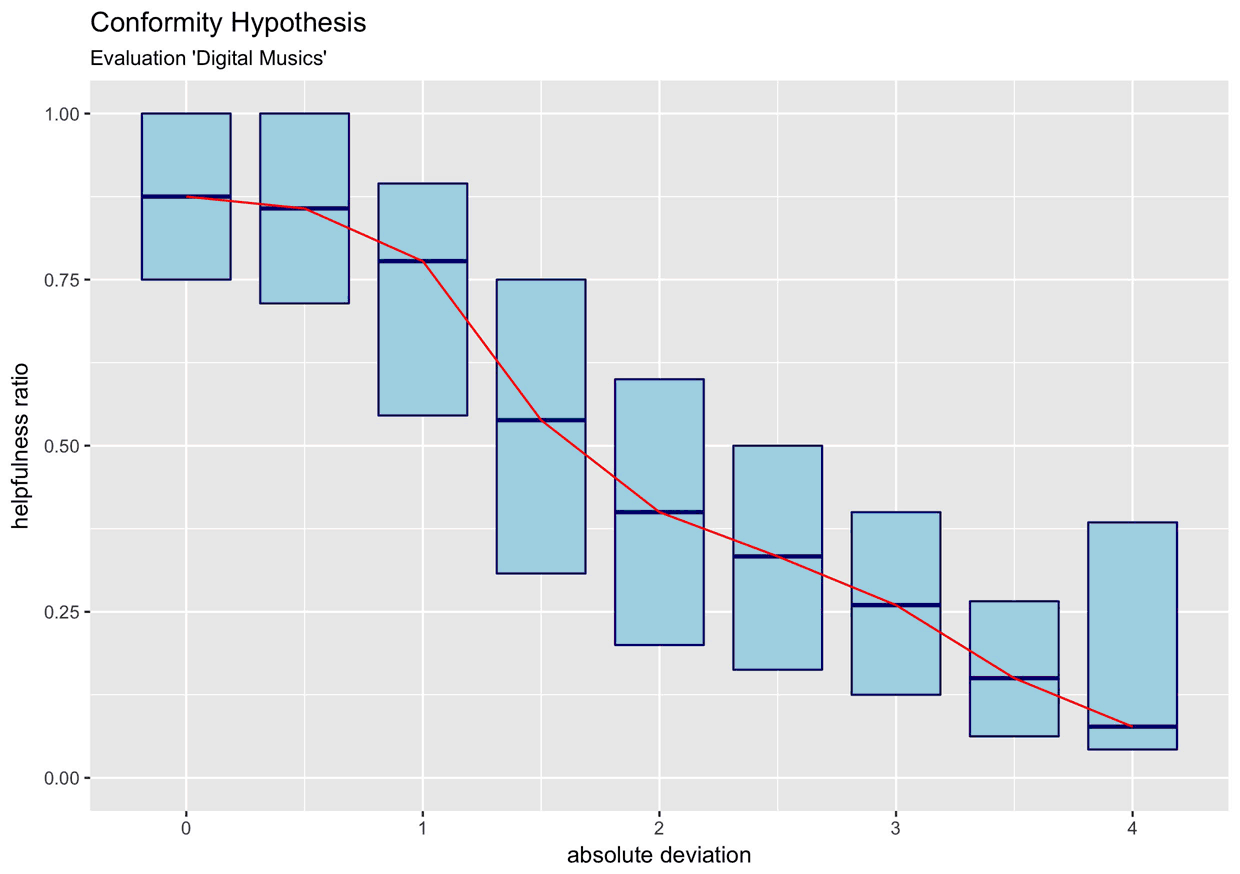 Conformity Hypothesis
Evaluation 'Digital Musics'
1.00
0.75
0.50
0.25
0.00
helpfulness ratio
0 1 2 3 4
absolute deviation